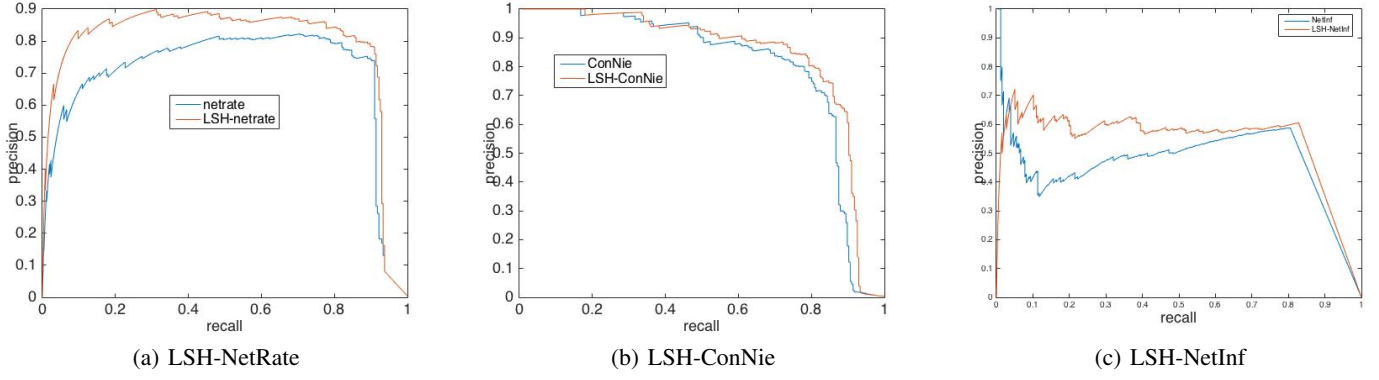 0.9
0.8
0.7
0.6
0.5
0.4
0.3
0.2
0.1
0
precision
netrate
LSH-netrate
0 0.2 0.4 0.6 0.8 1
recall
(a) LSH-NetRate
1
0.9
0.8
0.7
0.6
0.5
0.4
0.3
0.2
0.1
0
precision
ConNie
LSH-ConNie
0 0.2 0.4 0.6 0.8 1
recall
(b) LSH-ConNie
1
0.9
0.8
0.7
0.6
0.5
0.4
0.3
0.2
0.1
0
precision
NetInf
LSH-NetInf
0 0.1 0.2 0.3 0.4 0.5 0.6 0.7 0.8 0.9 1
recall
(c) LSH-NetInf